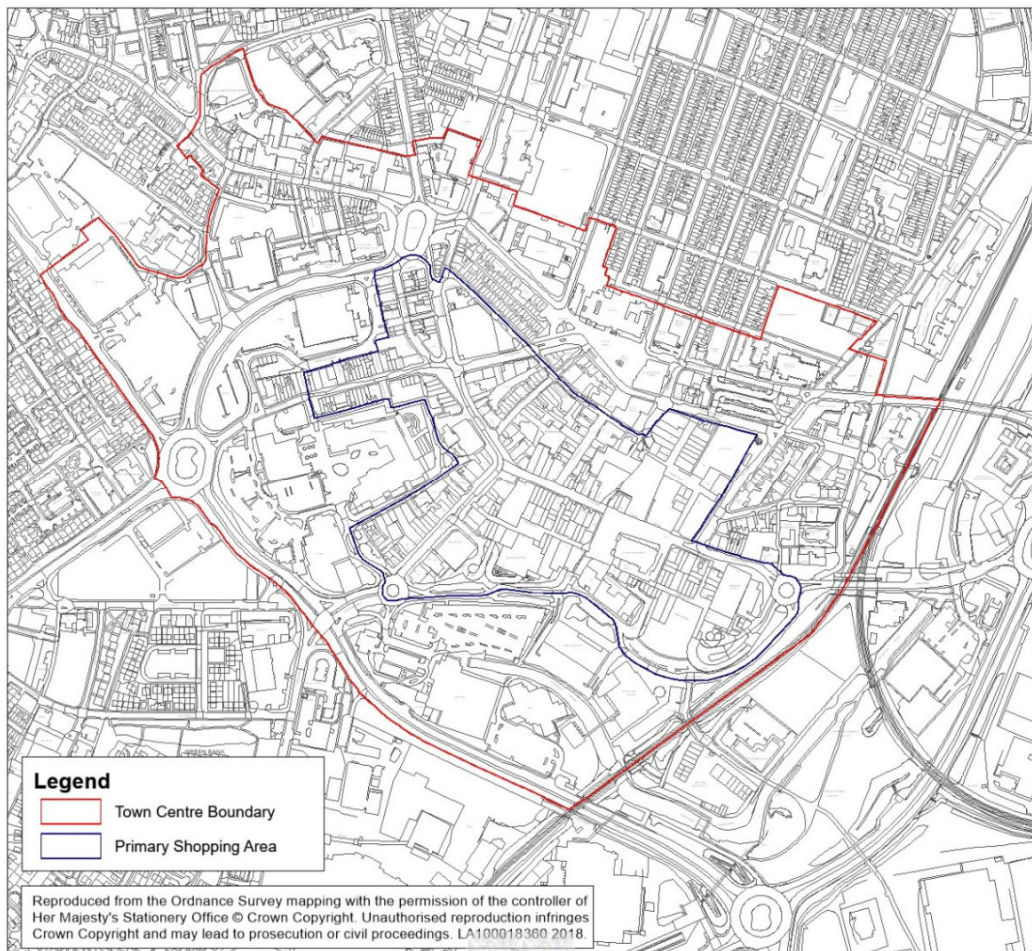 GREEN BANK
Legend
Town Centre Boundary
Primary Shopping Area
Reproduced from the Ordnance Survey mapping with the permission of the controller of
Her Majesty's Stationery Office © Crown Copyright. Unauthorised reproduction infringes
Crown Copyright and may lead to prosecution or civil proceedings. LA100018360 2018.